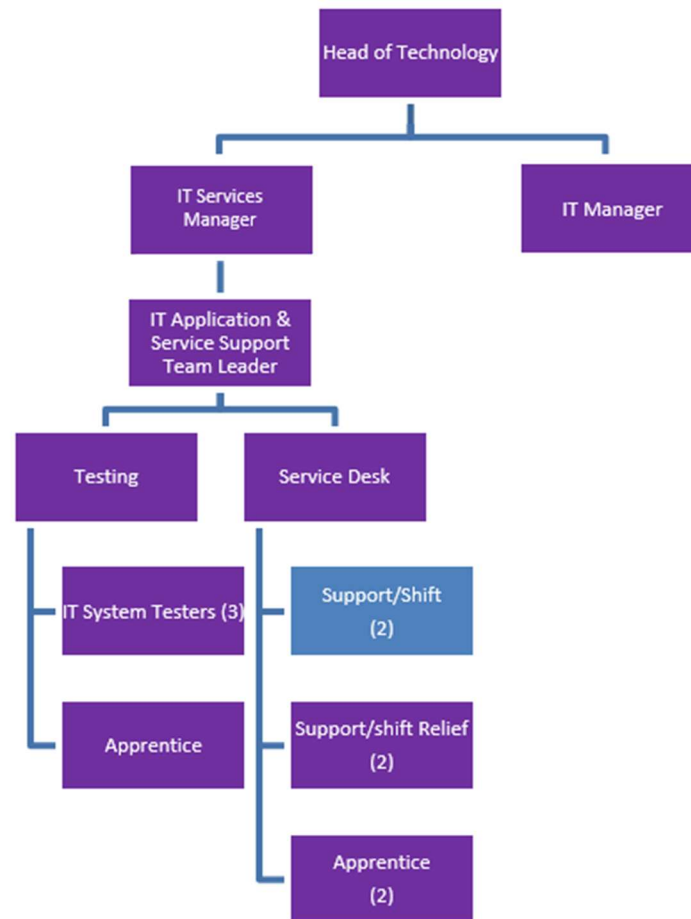 Head of Technology
IT Services
Manager
IT Manager
IT Application &
Service Support
Team Leader
Testing
Service Desk
IT System Testers (3)
Support/Shift
(2)
Apprentice
Support/shift Relief
(2)
Apprentice
(2)